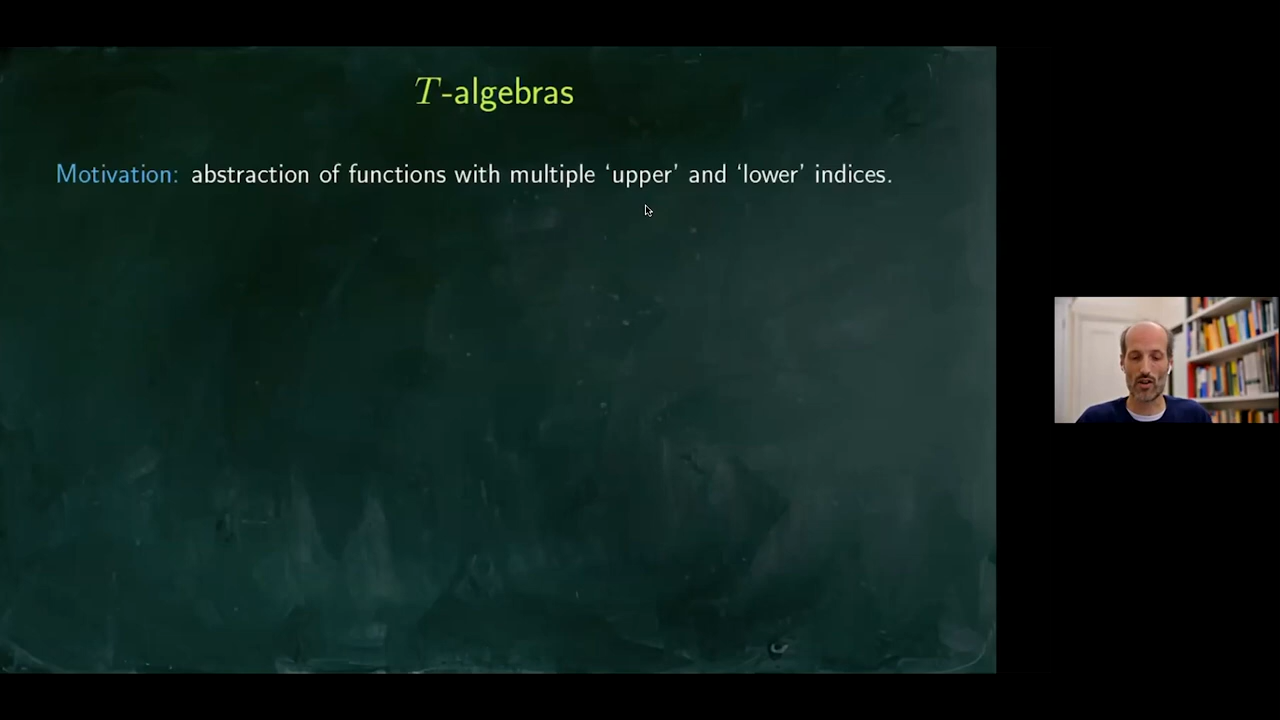 T-algebras
Motivation: abstraction of functions with multiple ‘upper’ and ‘lower’ indices.